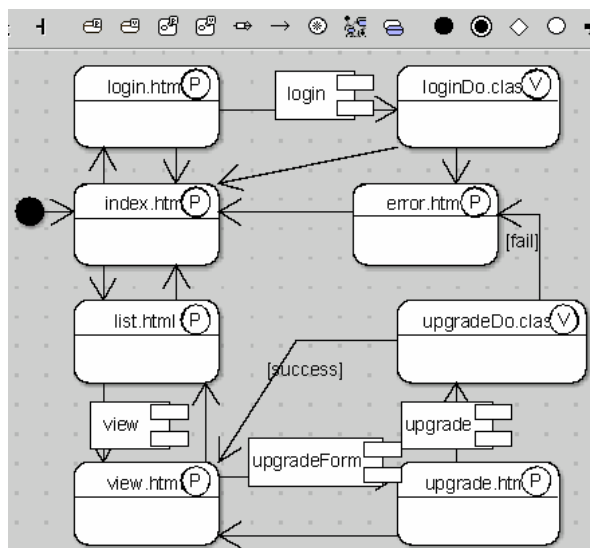 login.htm P
login
loginDo.clas V
index.htm P
error.htm P
[fail]
list.html P
upgradeDo.clas V
[success]
view
upgrade
upgradeForm
view.htm P
upgrade.htm P